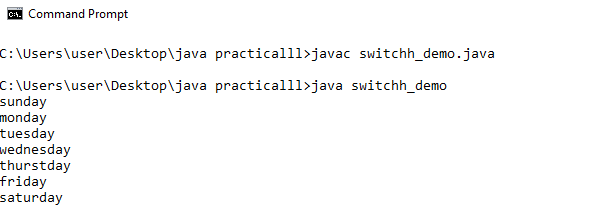 Command Prompt
C:\Users\user\Desktop\java practicalll>javac switchh_demo.java
C:\Users\user\Desktop\java practicalll>java switchh_demo
sunday
monday
tuesday
wednesday
thurstday
friday
saturday